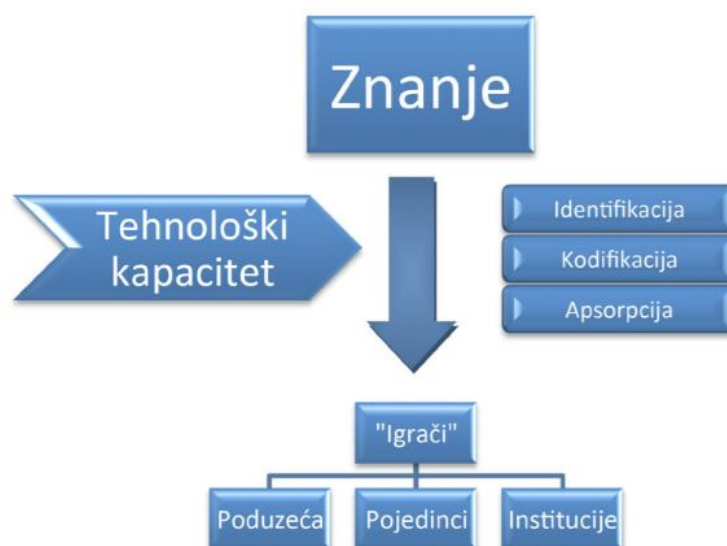 Znanje
Tehnološki
kapacitet
Identifikacija
Kodifikacija
Apsorpcija
"Igrači"
Poduzeća
Pojedinci
Institucije